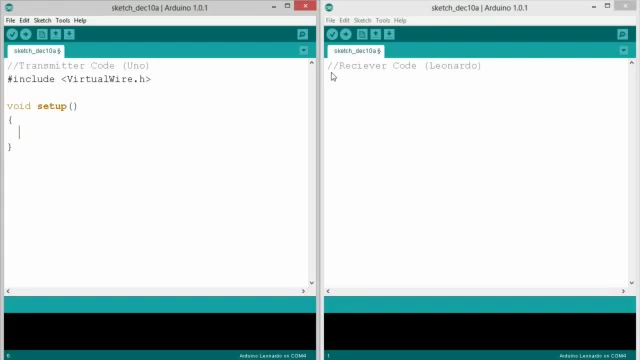 sketch_dec10a | Arduino 1.0.1
File Edit Sketch Tools Help
sketch_dec10a §
//Transmitter Code (Uno)
#include <VirtualWire.h>
void setup()
{
}
6
Arduino Leonardo on COM4
sketch_dec10a | Arduino 1.0.1
File Edit Sketch Tools Help
sketch_dec10a §
//Reciever Code (Leonardo)
1
Arduino Leonardo on COM4